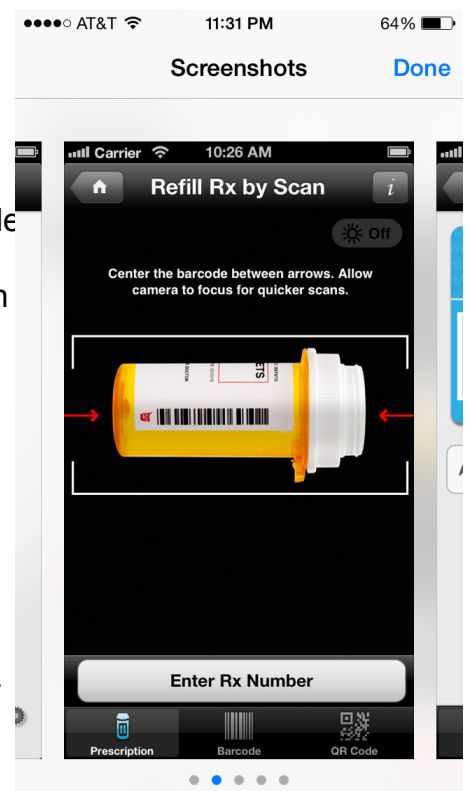 AT&T 11:31 PM 64%
Screenshots Done
Carrier 10:26 AM
Refill Rx by Scan i
Off
Center the barcode between arrows. Allow
camera to focus for quicker scans.
ETS
Enter Rx Number
Prescription Barcode QR Code